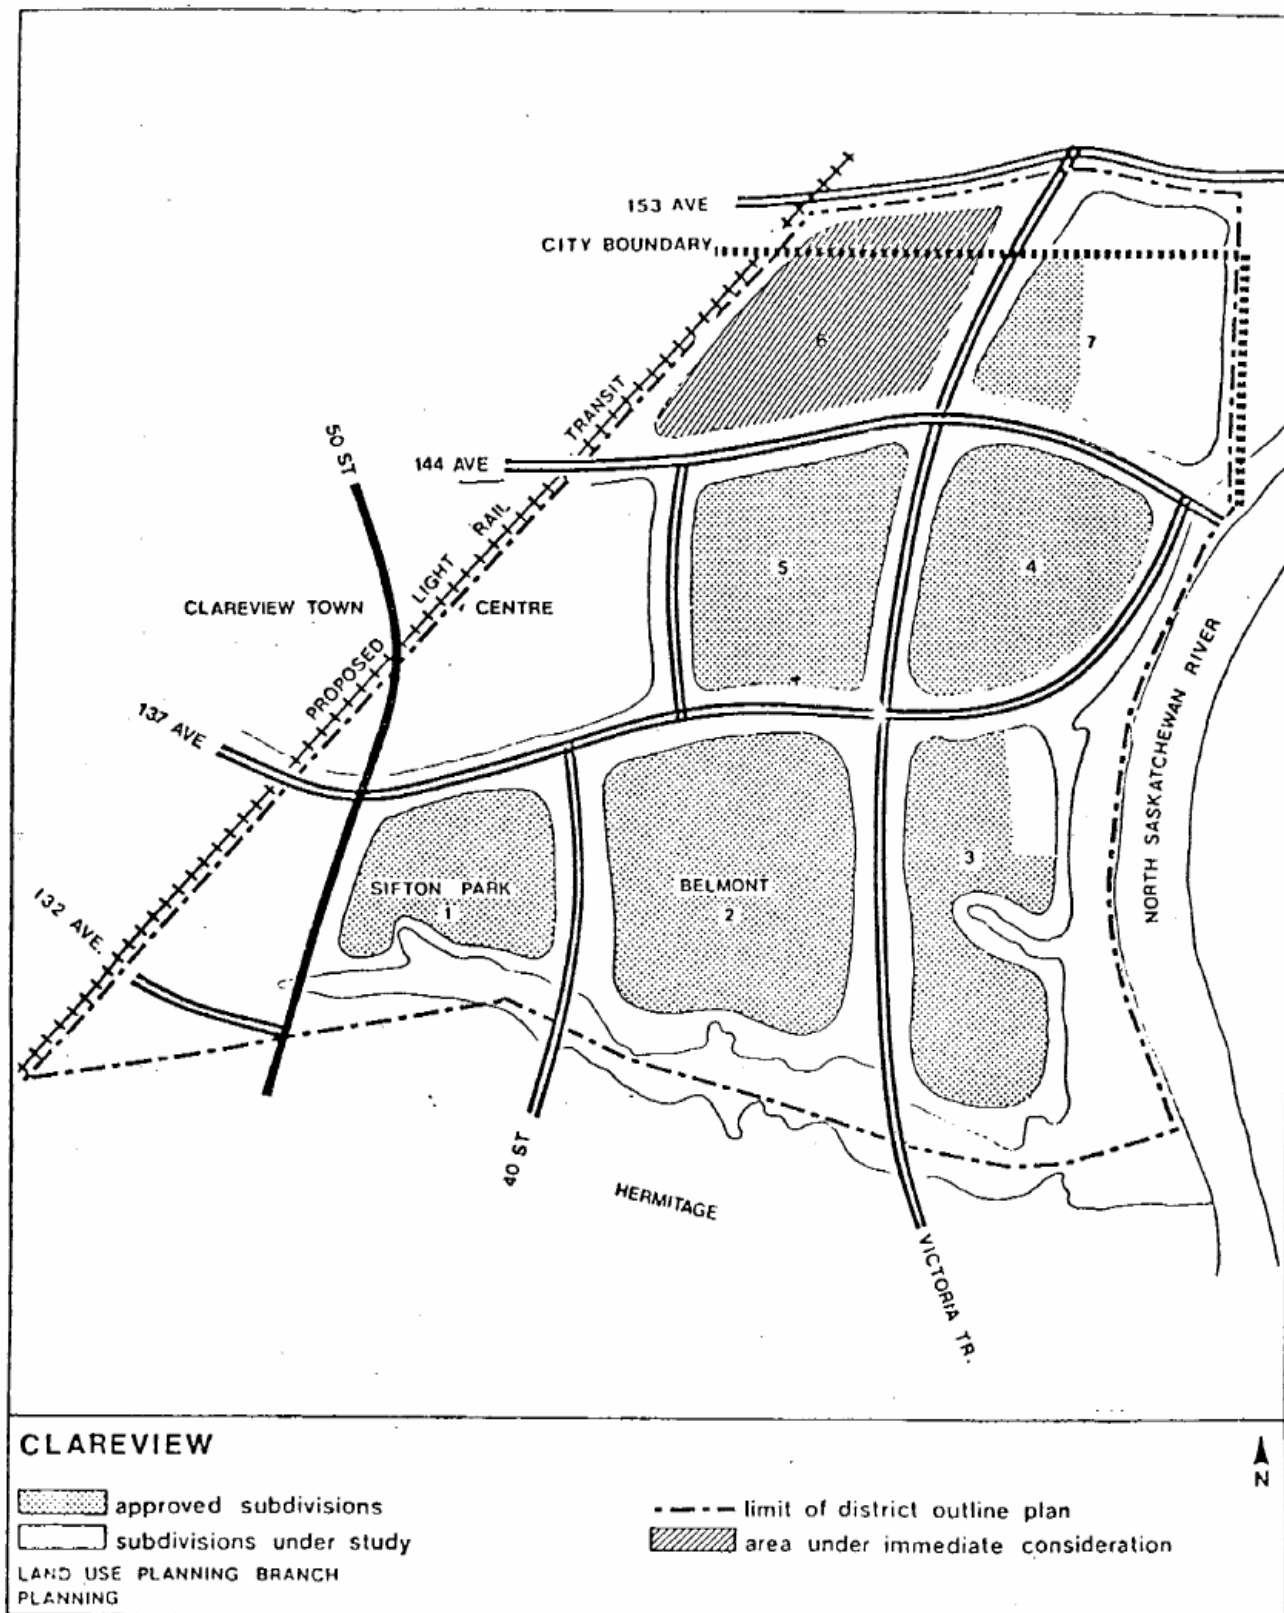 153 AVE
CITY BOUNDARY
6
7
TRANSIT
50 ST
144 AVE
RAIL
LIGHT
5
4
CLAREVIEW TOWN
CENTRE
PROPOSED
NORTH SASKATCHEWAN RIVER
137 AVE
3
SIFTON PARK
1
BELMONT
2
132 AVE.
40 ST
HERMITAGE
VICTORIA TR.
CLAREVIEW
N
approved subdivisions
subdivisions under study
limit of district outline plan
area under immediate consideration
LAND USE PLANNING BRANCH
PLANNING